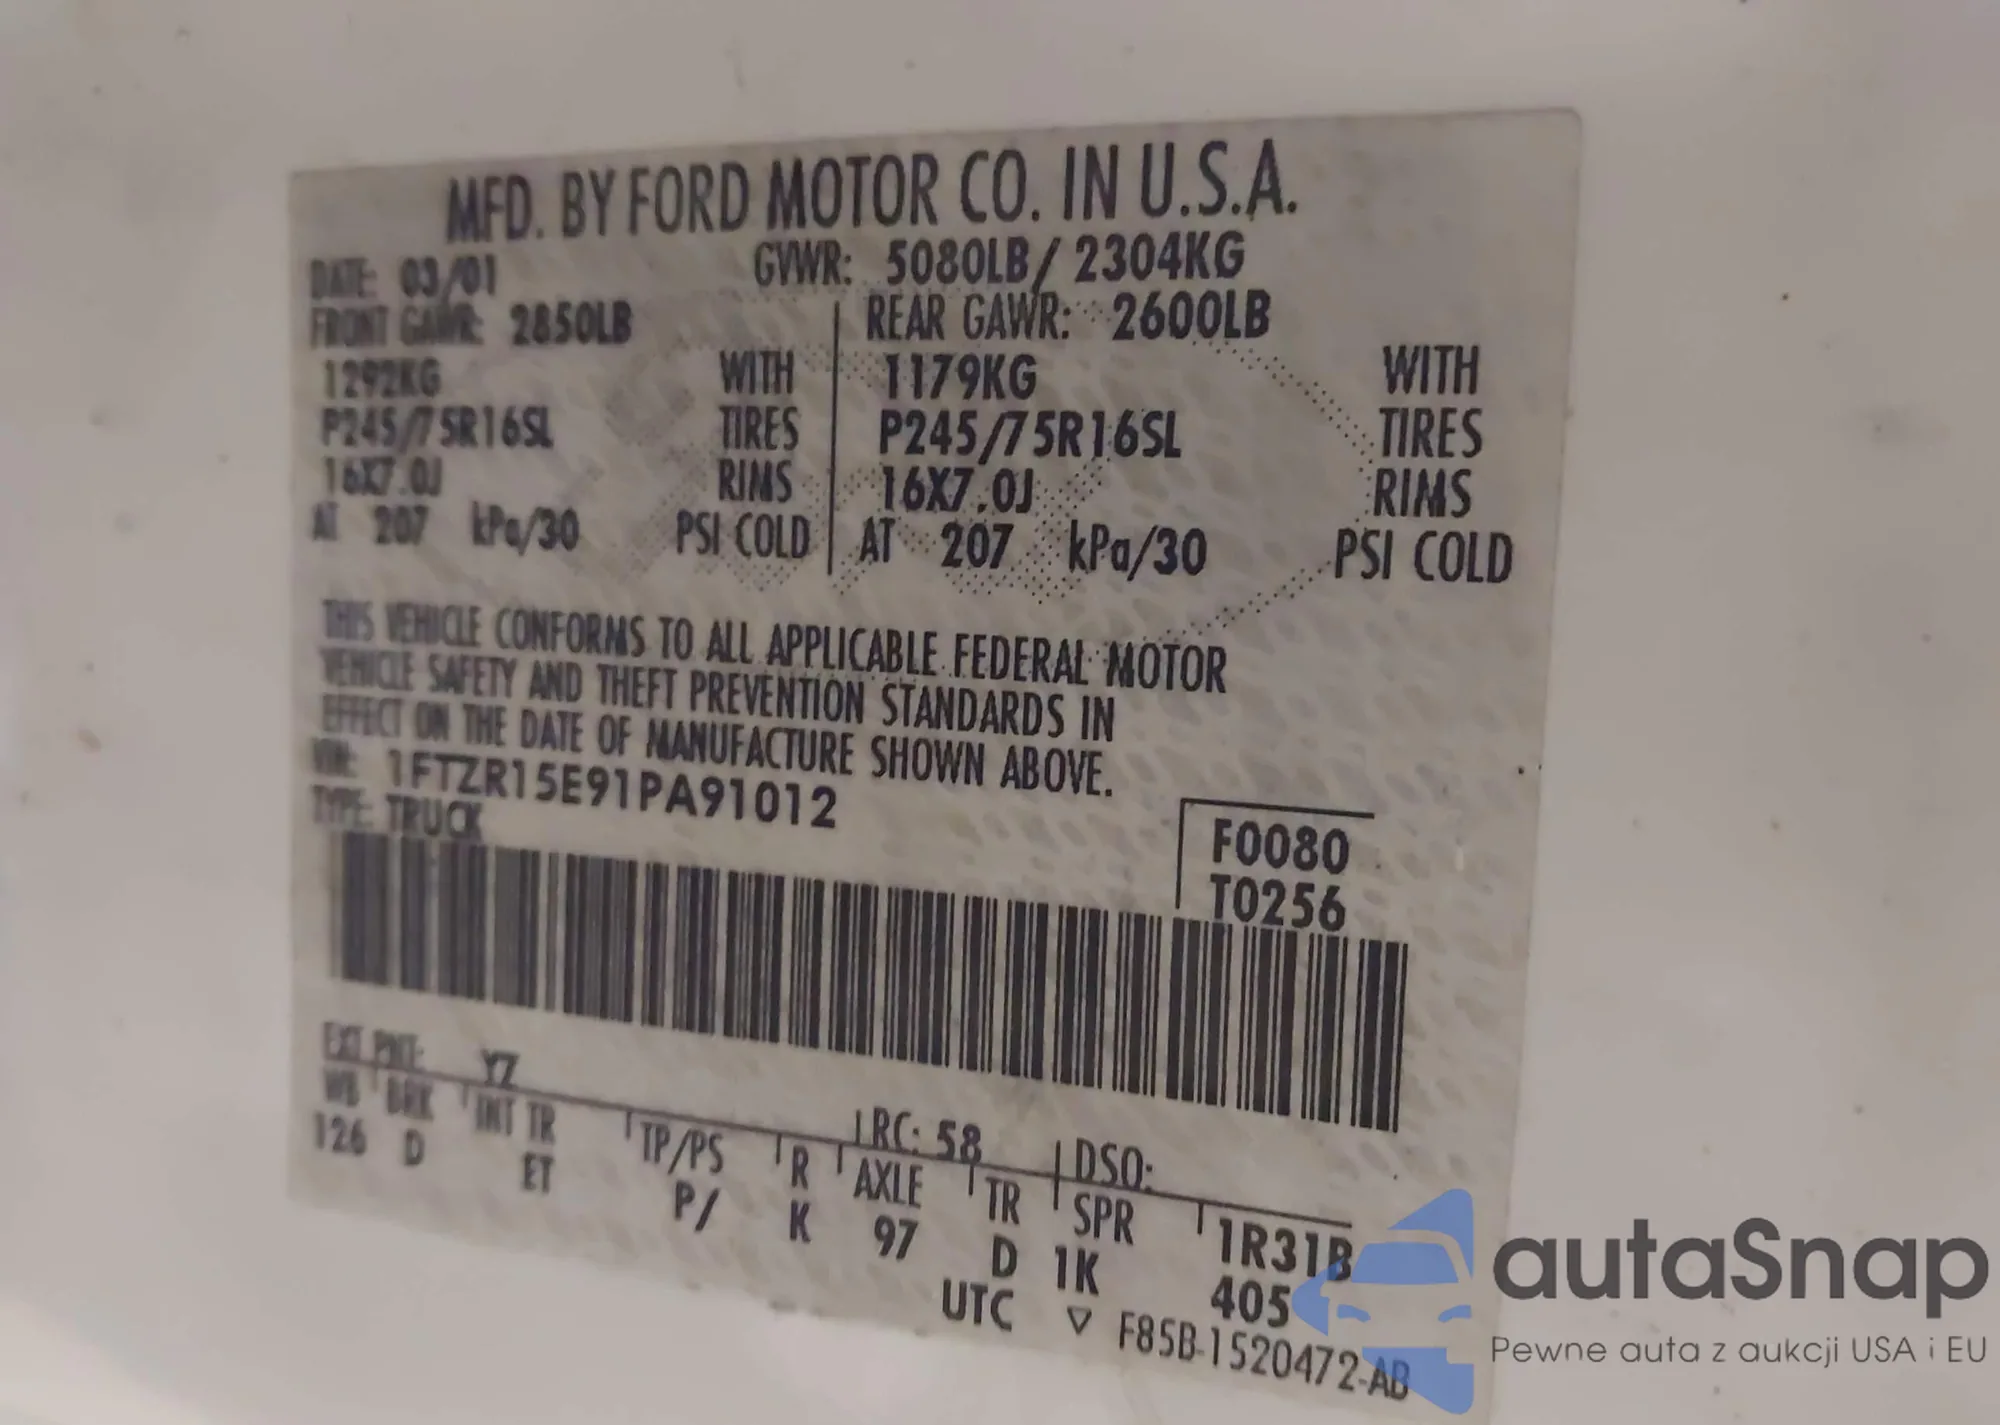 MFD. BY FORD MOTOR CO. IN U.S.A.
DATE: 03/01 GVWR: 5080LB/ 2304KG
FRONT GAWR: 2850LB REAR GAWR: 2600LB
1292KG WITH 1179KG WITH
P245/75R16SL TIRES P245/75R16SL TIRES
16X7.0J RIMS 16X7.0J RIMS
AT 207 kPa/30 PSI COLD AT 207 kPa/30 PSI COLD
THIS VEHICLE CONFORMS TO ALL APPLICABLE FEDERAL MOTOR
VEHICLE SAFETY AND THEFT PREVENTION STANDARDS IN
EFFECT ON THE DATE OF MANUFACTURE SHOWN ABOVE.
VIN: 1FTZR15E91PA91012
TYPE: TRUCK
F0080
T0256
EXT PNT: YZ RC: 58 DSO:
WB BRK INT TR TP/PS R AXLE TR SPR 1R31B
126 D ET P/ K 97 D 1K 405
UTC ▽ F85B-1520472-AB
autaSnap
Pewne auta z aukcji USA i EU